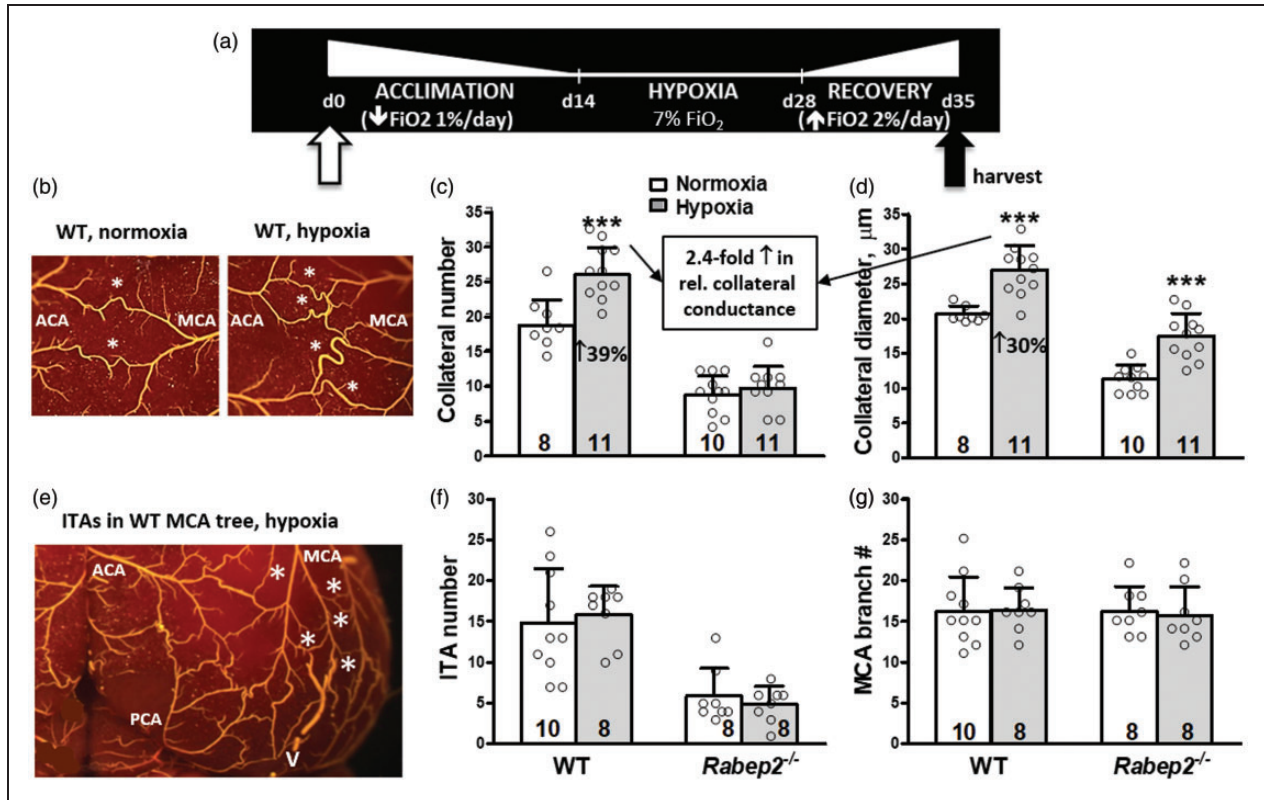 (a)
d0
ACCLIMATION
(↓FiO2 1%/day)
d14
HYPOXIA
7% FiO₂
d28
RECOVERY
(↑FiO2 2%/day)
d35
harvest
(b)
WT, normoxia
WT, hypoxia
ACA
*
*
MCA
ACA
*
*
*
*
MCA
(c)
Normoxia
Hypoxia
Collateral number
35
30
25
20
15
10
5
0
***
↑39%
8
11
10
11
2.4-fold ↑ in
rel. collateral
conductance
(d)
Collateral diameter, μm
35
30
25
20
15
10
5
0
***
***
↑30%
8
11
10
11
(e)
ITAs in WT MCA tree, hypoxia
ACA
MCA
*
*
*
*
*
PCA
V
(f)
ITA number
30
25
20
15
10
5
0
10
8
8
8
WT
Rabep2⁻/⁻
(g)
MCA branch #
30
25
20
15
10
5
0
10
8
8
8
WT
Rabep2⁻/⁻